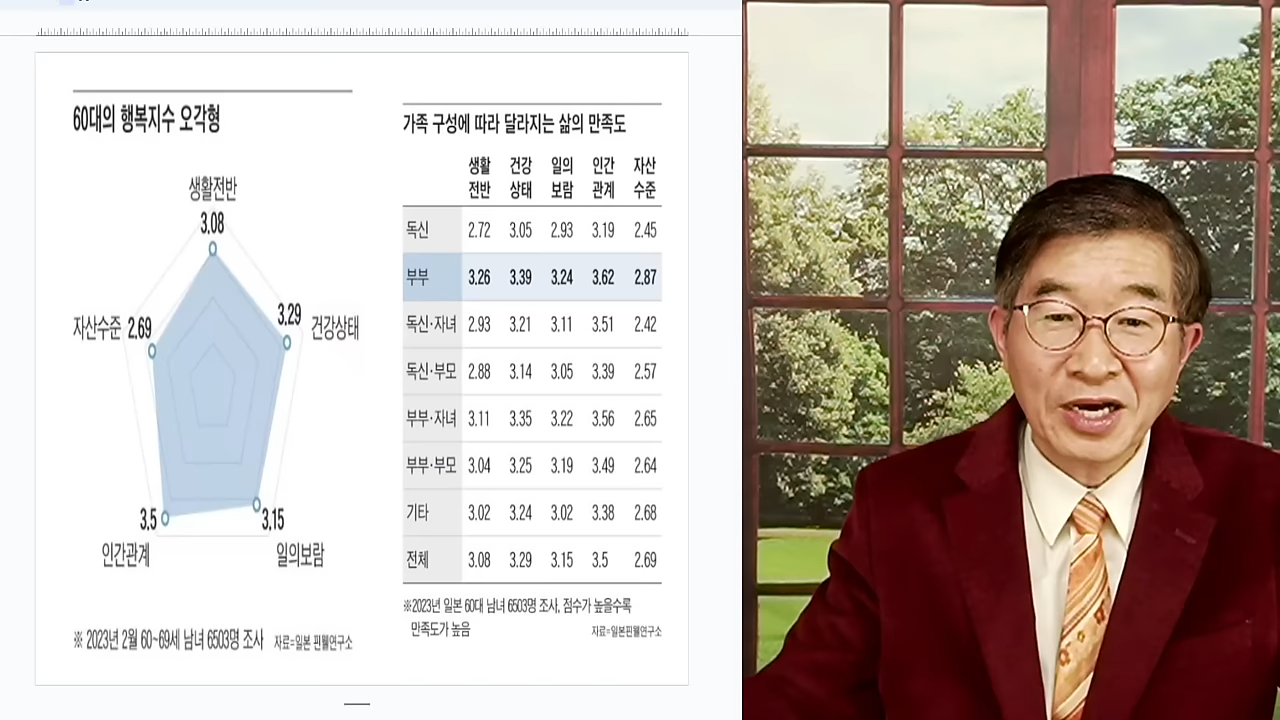 60대의 행복지수 오각형
생활전반
3.08
3.29
건강상태
자산수준 2.69
3.5
3.15
인간관계
일의보람
※ 2023년 2월 60~69세 남녀 6503명 조사 자료=일본 핀웰연구소
가족 구성에 따라 달라지는 삶의 만족도
생활 건강 일의 인간 자산
전반 상태 보람 관계 수준
독신 2.72 3.05 2.93 3.19 2.45
부부 3.26 3.39 3.24 3.62 2.87
독신·자녀 2.93 3.21 3.11 3.51 2.42
독신·부모 2.88 3.14 3.05 3.39 2.57
부부·자녀 3.11 3.35 3.22 3.56 2.65
부부·부모 3.04 3.25 3.19 3.49 2.64
기타 3.02 3.24 3.02 3.38 2.68
전체 3.08 3.29 3.15 3.5 2.69
※2023년 일본 60대 남녀 6503명 조사, 점수가 높을수록
만족도가 높음 자료=일본핀웰연구소